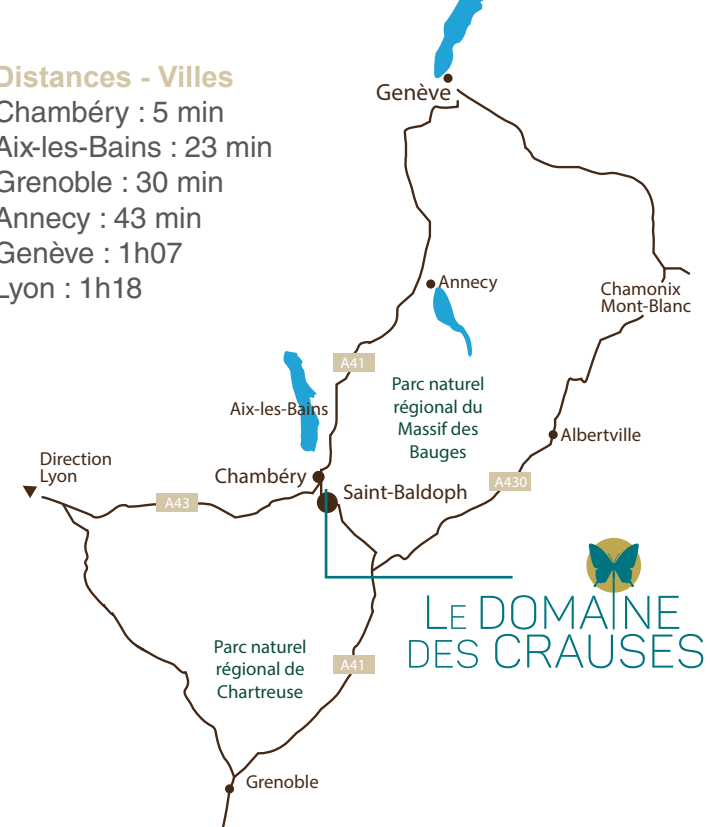 Distances - Villes
Chambéry : 5 min
Aix-les-Bains : 23 min
Grenoble : 30 min
Annecy : 43 min
Genève : 1h07
Lyon : 1h18
Genève
Annecy
Chamonix
Mont-Blanc
A41
Parc naturel
régional du
Massif des
Bauges
Aix-les-Bains
Albertville
Direction
Lyon
Chambéry
A430
Saint-Baldoph
A43
LE DOMAINE
DES CRAUSES
Parc naturel
régional de
Chartreuse
A41
Grenoble